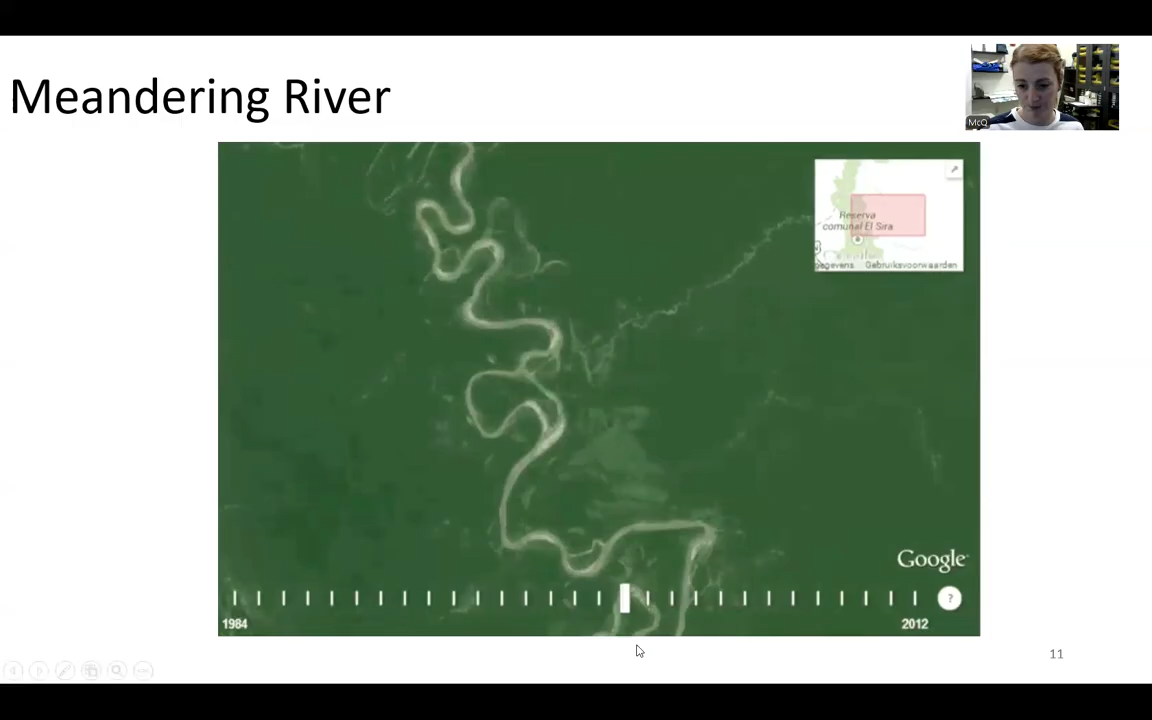 Meandering River
McQ
Reserva
comunal El Sira
Gebruiksvoorwaarden
Google
?
1984
2012
11